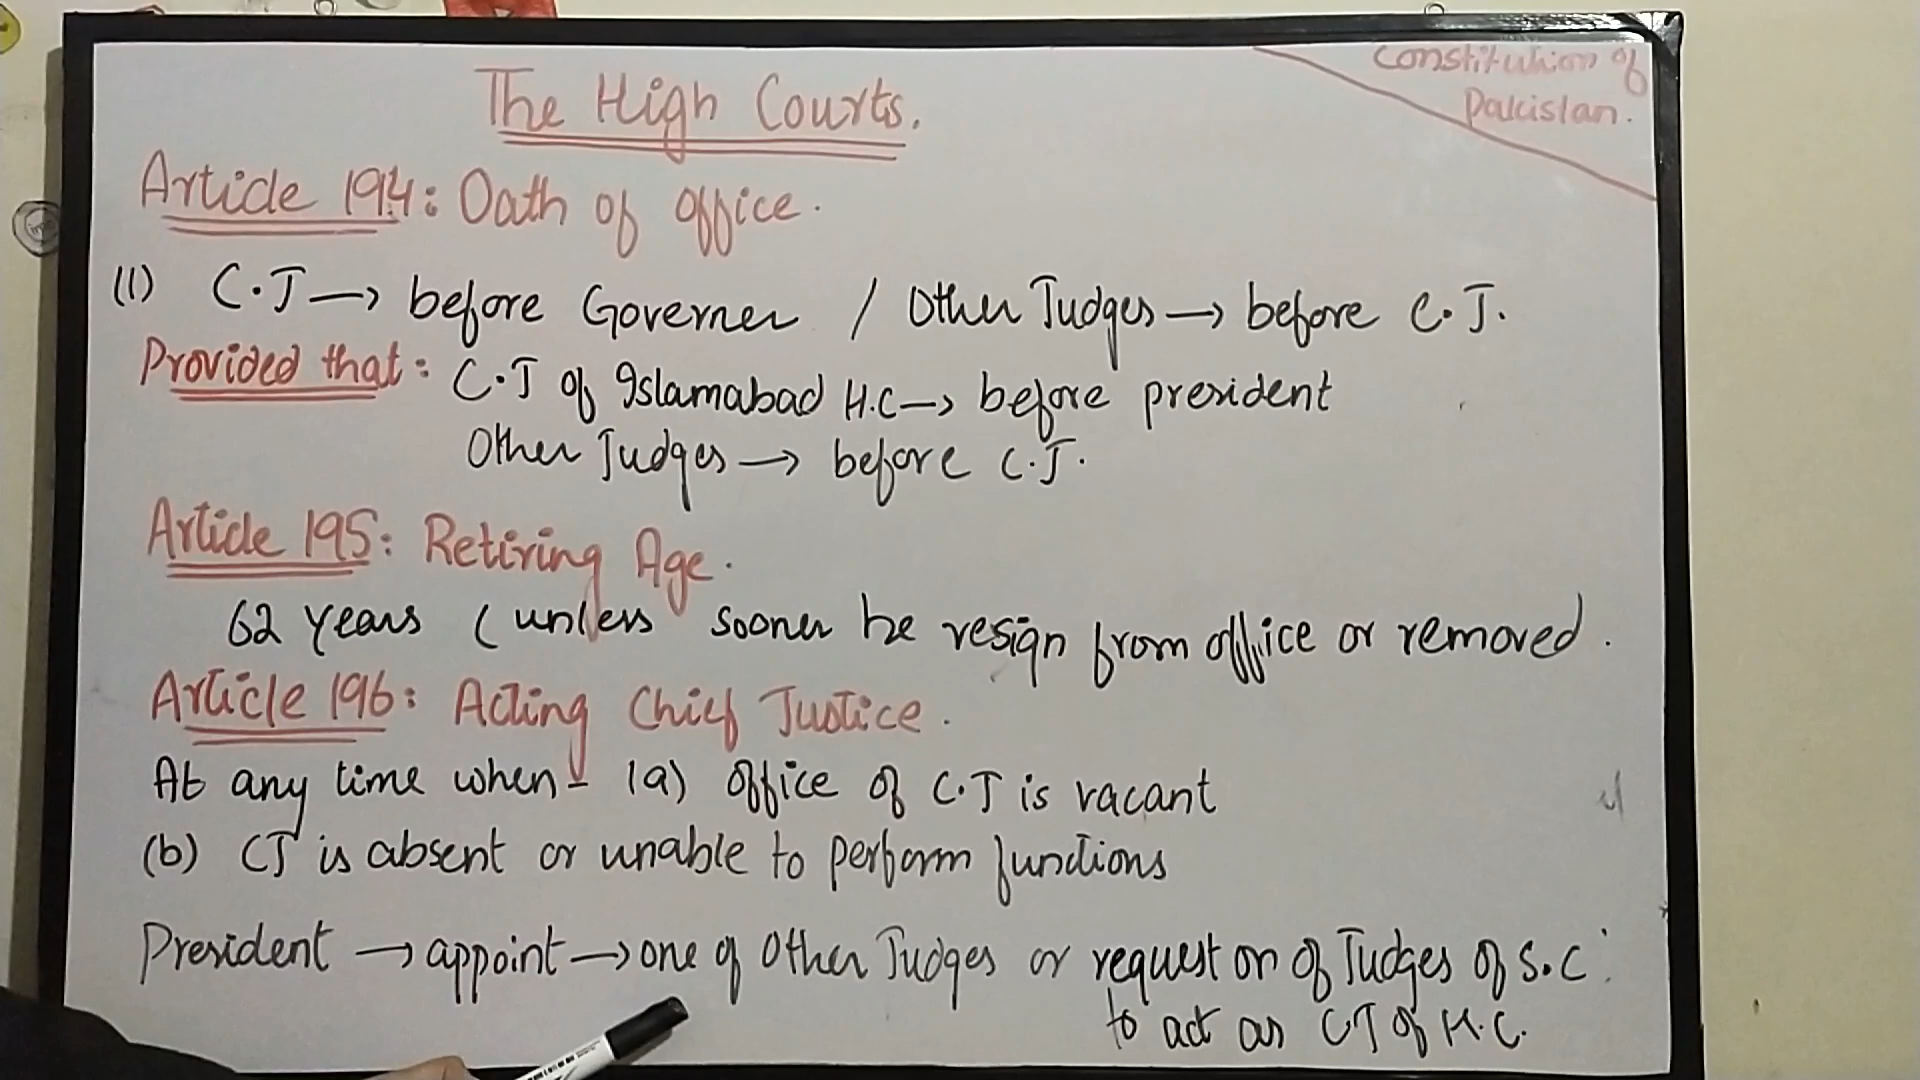 Constitution of
Pakistan.
The High Courts.
Article 194: Oath of office.
(1) C.J → before Governer / Other Judges → before C.J.
Provided that: C.J of Islamabad H.C → before president
Other Judges → before C.J.
Article 195: Retiring Age.
62 years ( unless sooner he resign from office or removed.
Article 196: Acting Chief Justice.
At any time when - (a) office of C.J is vacant
(b) CJ is absent or unable to perform functions
President → appoint → one of Other Judges or request on of Judges of S.C
to act as CJ of H.C.